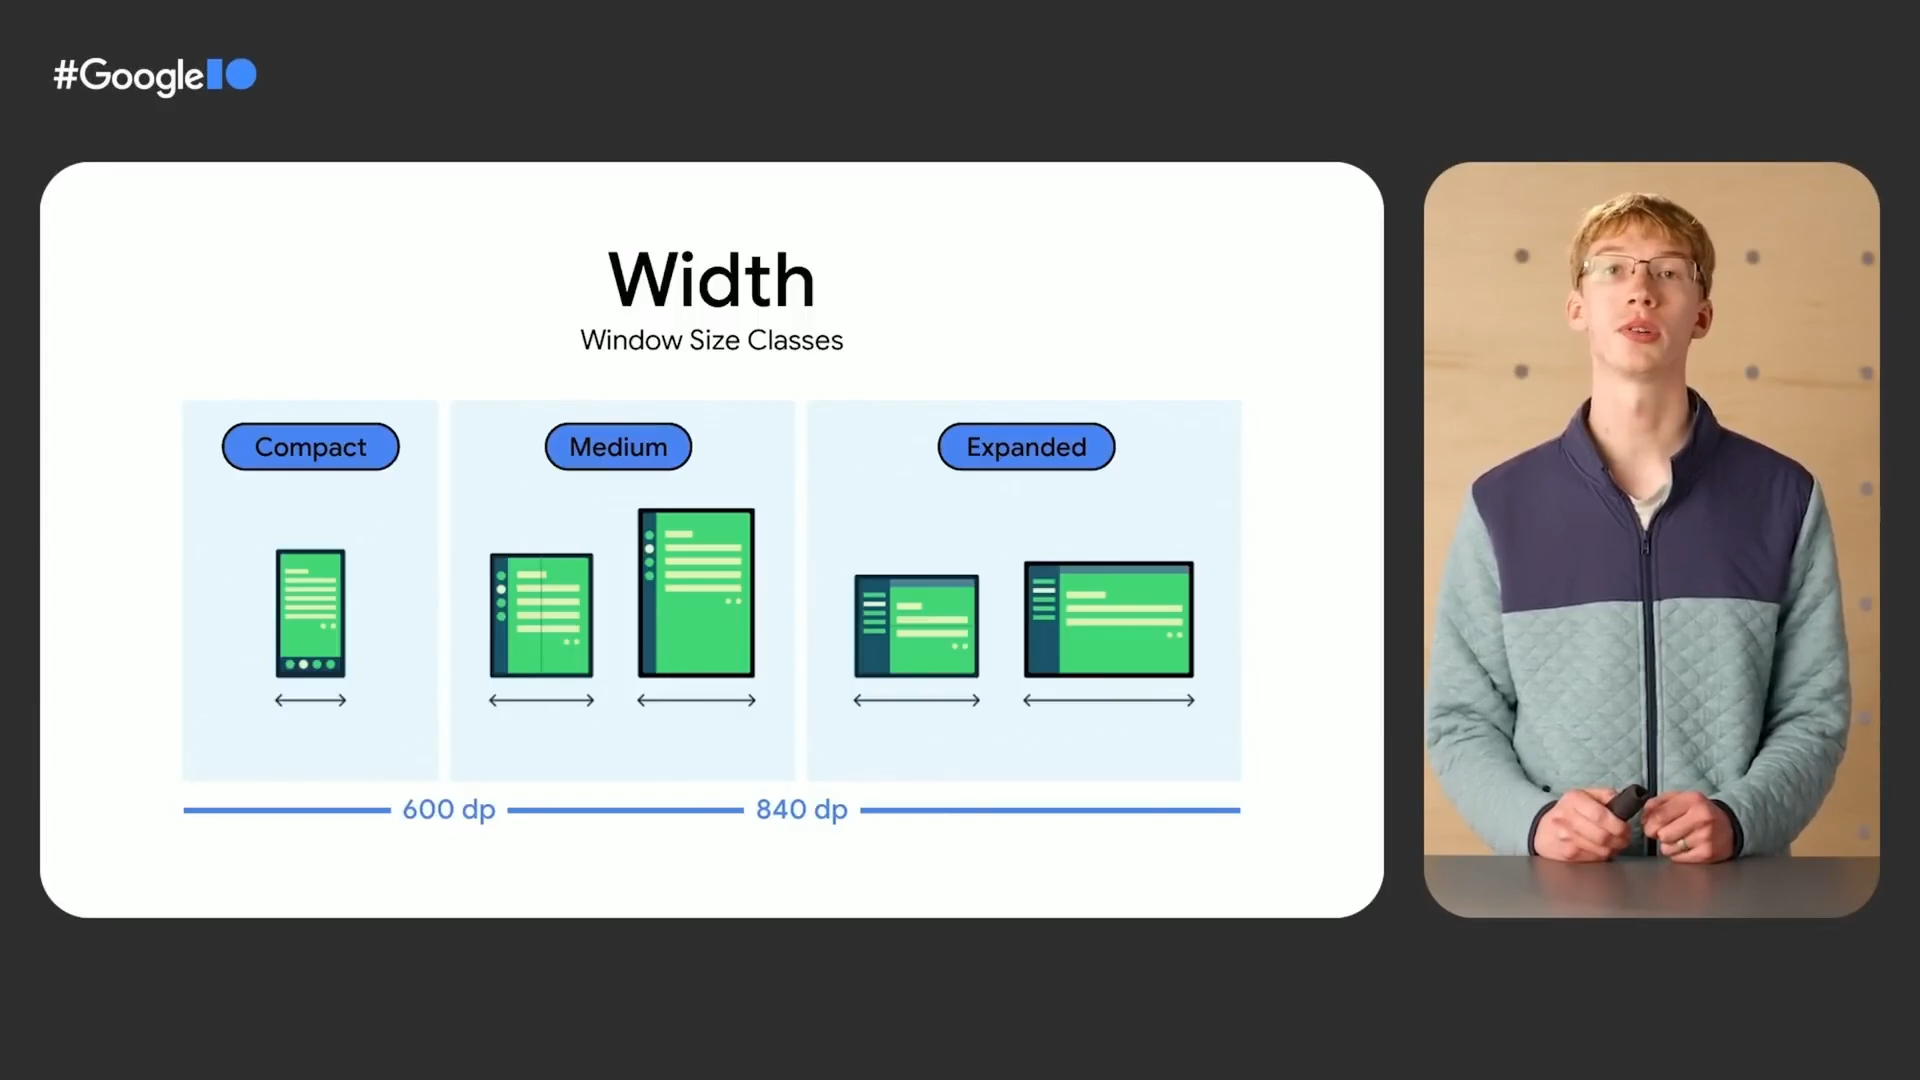 #GoogleIO
Width
Window Size Classes
Compact
Medium
Expanded
600 dp
840 dp